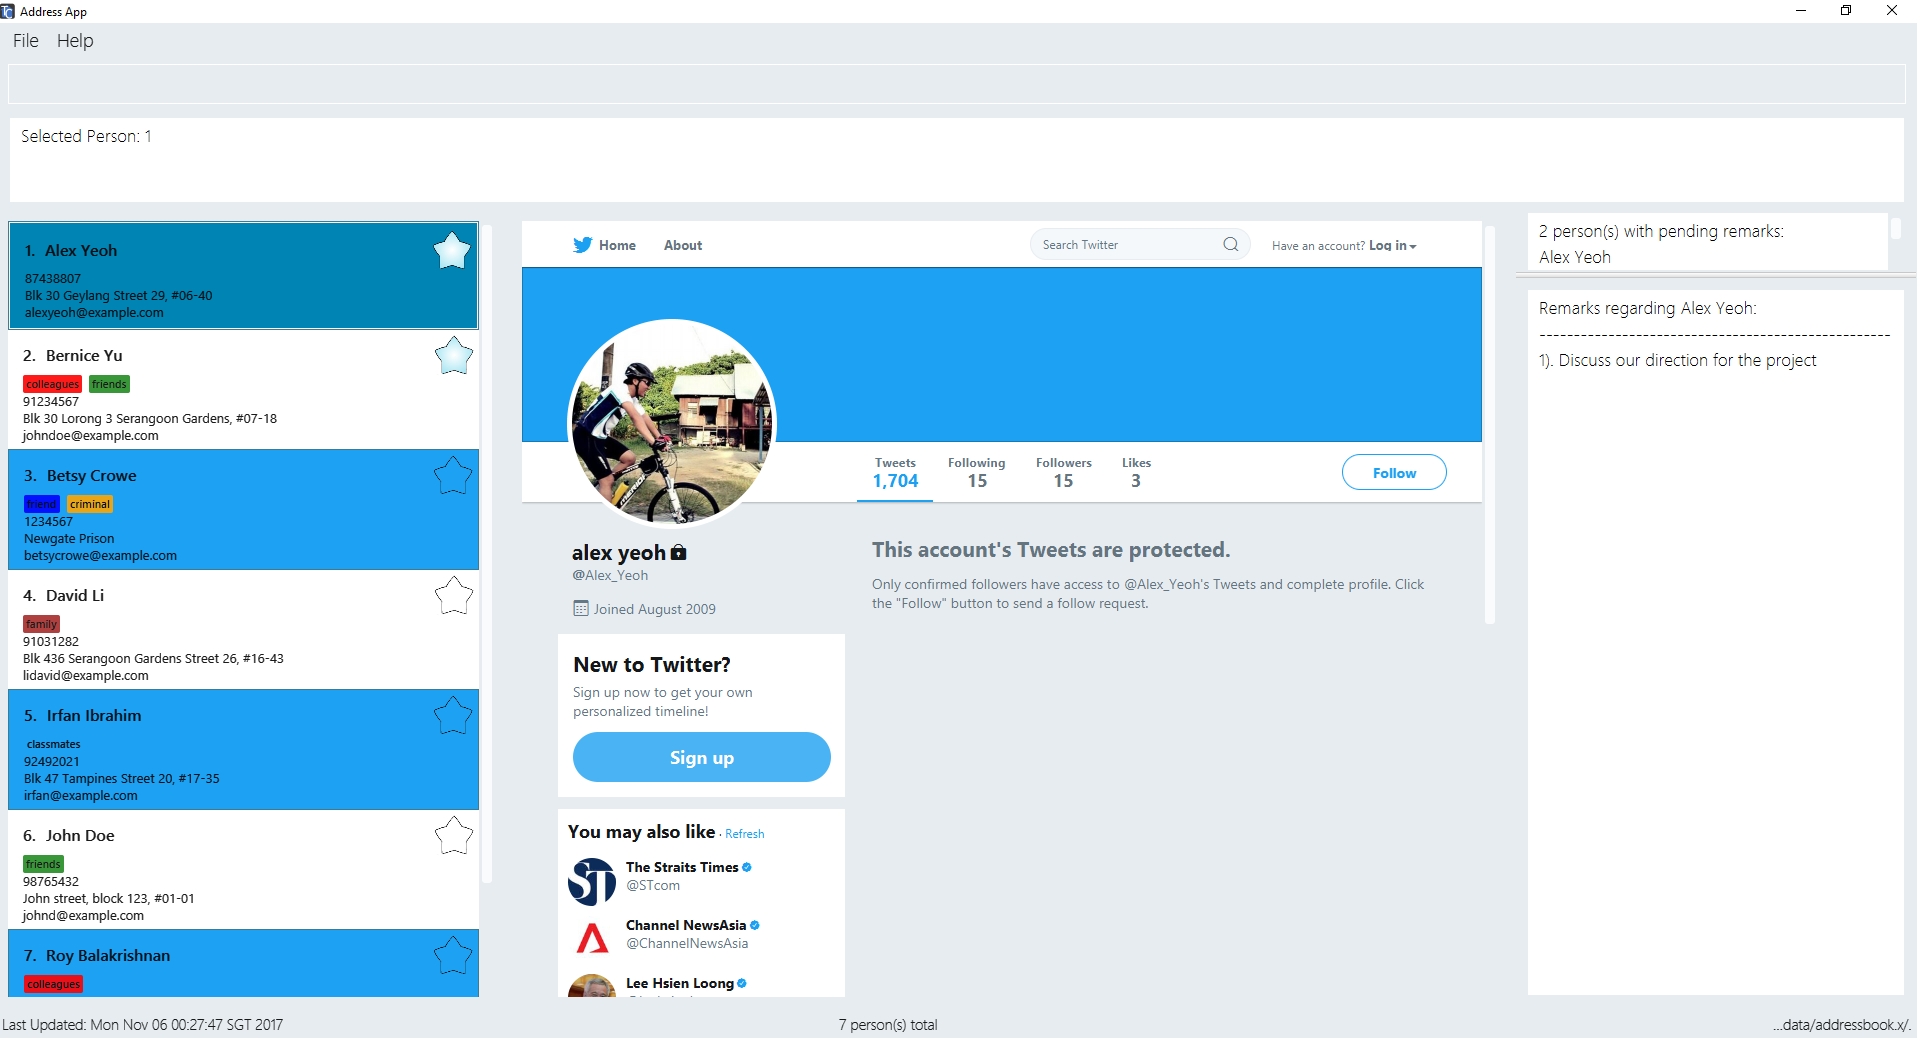 Address App
File Help
Selected Person: 1
1. Alex Yeoh
87438807
Blk 30 Geylang Street 29, #06-40
alexyeoh@example.com
2. Bernice Yu
colleagues friends
91234567
Blk 30 Lorong 3 Serangoon Gardens, #07-18
johndoe@example.com
3. Betsy Crowe
friend criminal
1234567
Newgate Prison
betsycrowe@example.com
4. David Li
family
91031282
Blk 436 Serangoon Gardens Street 26, #16-43
lidavid@example.com
5. Irfan Ibrahim
classmates
92492021
Blk 47 Tampines Street 20, #17-35
irfan@example.com
6. John Doe
friends
98765432
John street, block 123, #01-01
johnd@example.com
7. Roy Balakrishnan
colleagues
Home About
Search Twitter
Have an account? Log in
Tweets Following Followers Likes
1,704 15 15 3
Follow
alex yeoh
@Alex_Yeoh
Joined August 2009
This account's Tweets are protected.
Only confirmed followers have access to @Alex_Yeoh's Tweets and complete profile. Click
the "Follow" button to send a follow request.
New to Twitter?
Sign up now to get your own
personalized timeline!
Sign up
You may also like · Refresh
ST
The Straits Times
@STcom
Channel NewsAsia
@ChannelNewsAsia
Lee Hsien Loong
2 person(s) with pending remarks:
Alex Yeoh
Remarks regarding Alex Yeoh:
--------------------------------------------------
1). Discuss our direction for the project
Last Updated: Mon Nov 06 00:27:47 SGT 2017
7 person(s) total
...data/addressbook.x/.